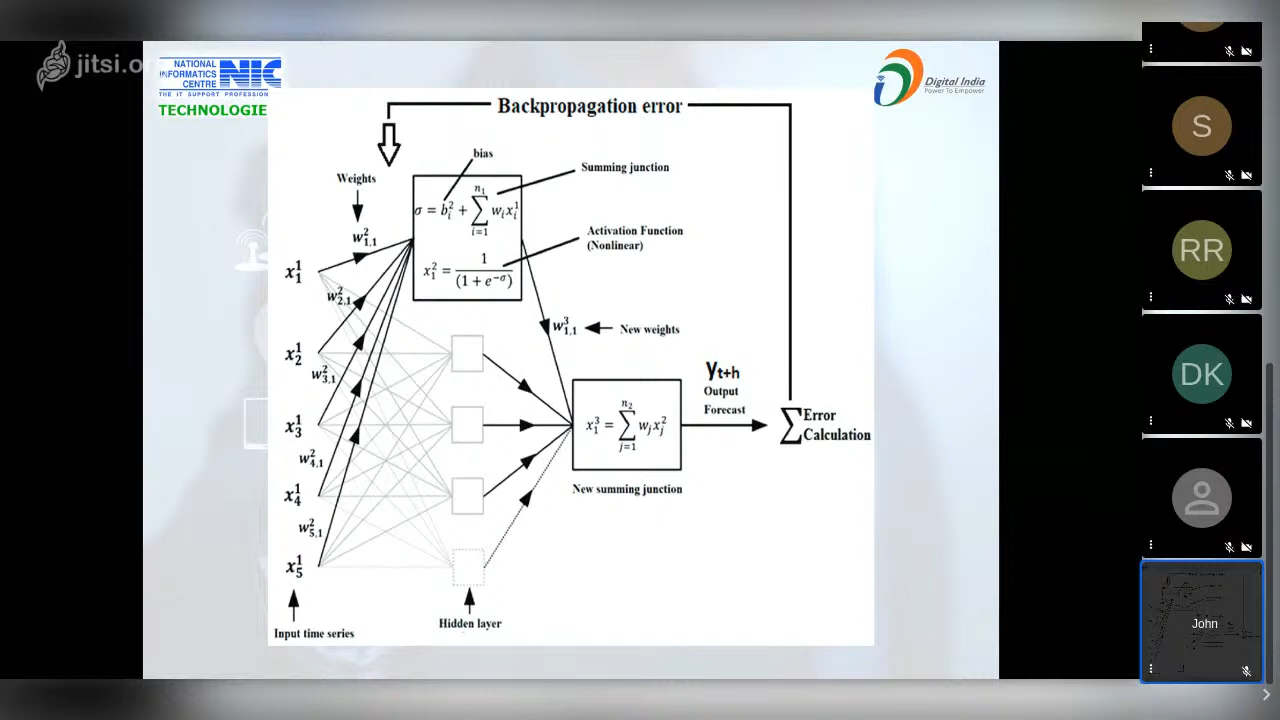 jitsi.or
NATIONAL
INFORMATICS
CENTRE
NIC
THE IT SUPPORT PROFESSION
TECHNOLOGIE
Digital India
Power To Empower
Backpropagation error
bias
Summing junction
Weights
σ = b_i^2 + ∑_{i=1}^{n_1} w_i x_i^1
Activation Function
(Nonlinear)
x_1^2 = 1 / (1 + e^{-σ})
w_{1,1}^2
x_1^1
w_{2,1}^2
w_{1,1}^3
New weights
x_2^1
w_{3,1}^2
y_{t+h}
Output
Forecast
x_3^1
x_1^3 = ∑_{j=1}^{n_2} w_j x_j^2
∑ Error
Calculation
w_{4,1}^2
x_4^1
New summing junction
w_{5,1}^2
x_5^1
Hidden layer
Input time series
S
RR
DK
John